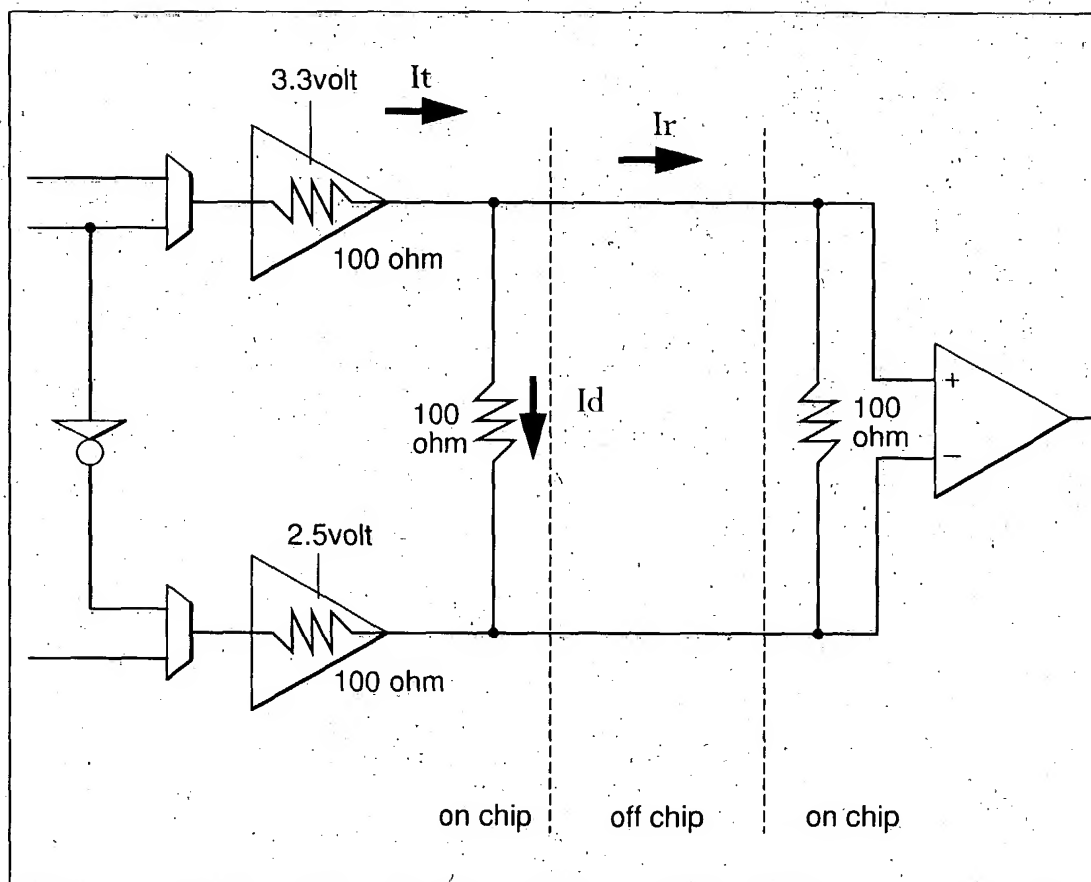 3.3volt
It
Ir
100 ohm
100
ohm
Id
100
ohm
+
−
2.5volt
100 ohm
on chip
off chip
on chip